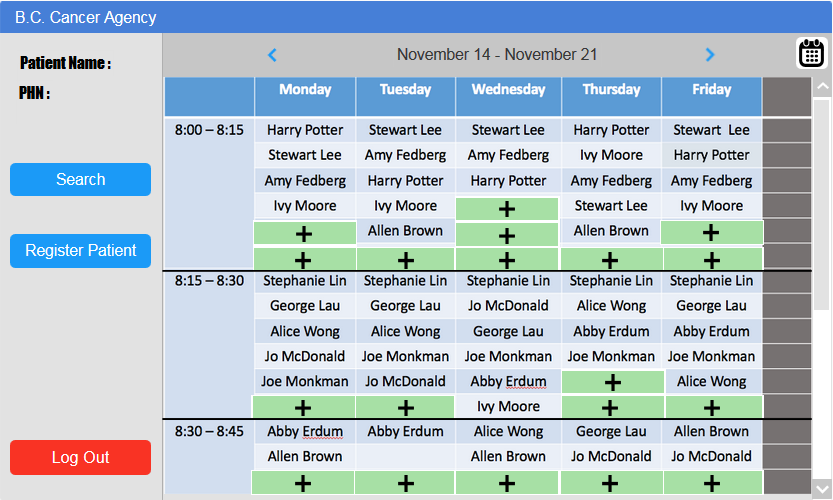 B.C. Cancer Agency
Patient Name :
PHN :
Search
Register Patient
Log Out
November 14 - November 21
Monday Tuesday Wednesday Thursday Friday
8:00 – 8:15 Harry Potter Stewart Lee Stewart Lee Harry Potter Stewart Lee
Stewart Lee Amy Fedberg Amy Fedberg Ivy Moore Harry Potter
Amy Fedberg Harry Potter Harry Potter Amy Fedberg Amy Fedberg
Ivy Moore Ivy Moore + Stewart Lee Ivy Moore
+ Allen Brown + Allen Brown +
+ + + + +
8:15 – 8:30 Stephanie Lin Stephanie Lin Stephanie Lin Stephanie Lin Stephanie Lin
George Lau George Lau Jo McDonald Alice Wong George Lau
Alice Wong Alice Wong George Lau Abby Erdum Abby Erdum
Jo McDonald Joe Monkman Joe Monkman Joe Monkman Joe Monkman
Joe Monkman Jo McDonald Abby Erdum + Alice Wong
+ + Ivy Moore + +
8:30 – 8:45 Abby Erdum Abby Erdum Alice Wong George Lau Allen Brown
Allen Brown Allen Brown Jo McDonald Jo McDonald
+ + + + +